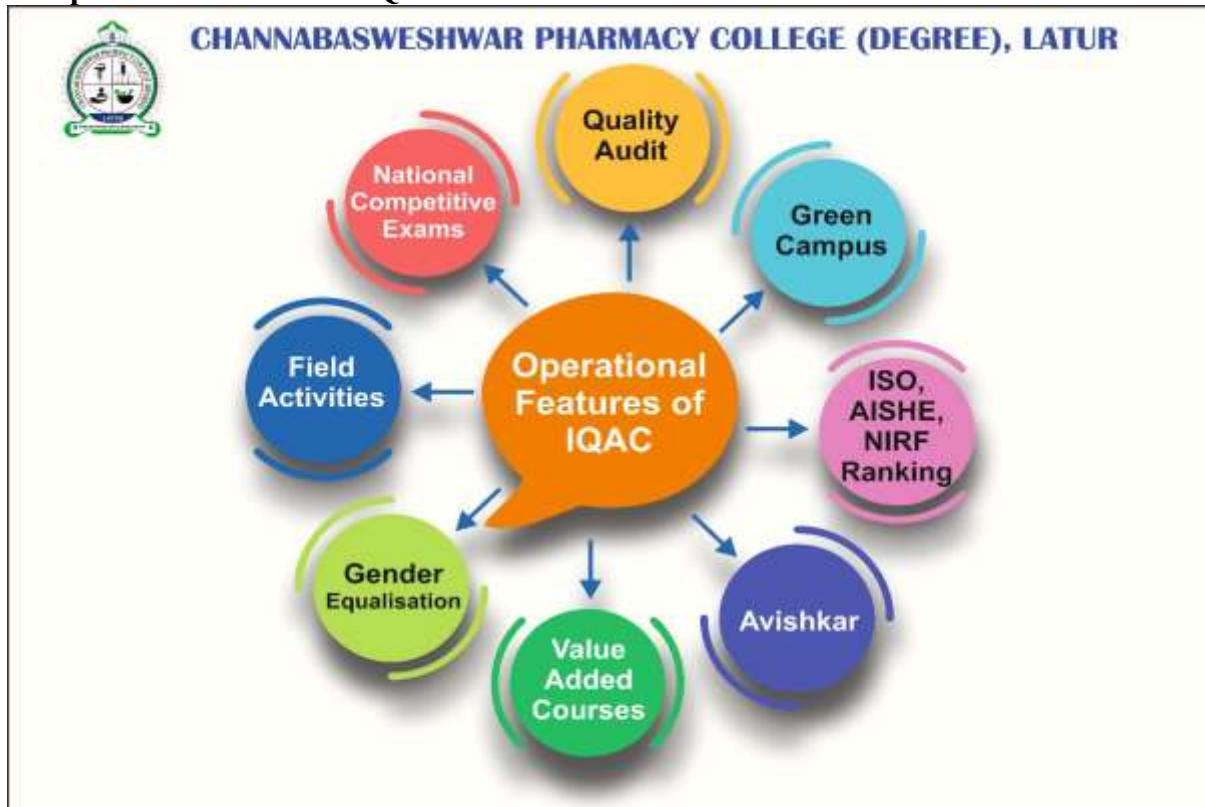 CHANNABASWESHWAR PHARMACY COLLEGE (DEGREE), LATUR
Quality
Audit
National
Competitive
Exams
Green
Campus
Field
Activities
Operational
Features of
IQAC
ISO,
AISHE,
NIRF
Ranking
Gender
Equalisation
Value
Added
Courses
Avishkar
LATUR